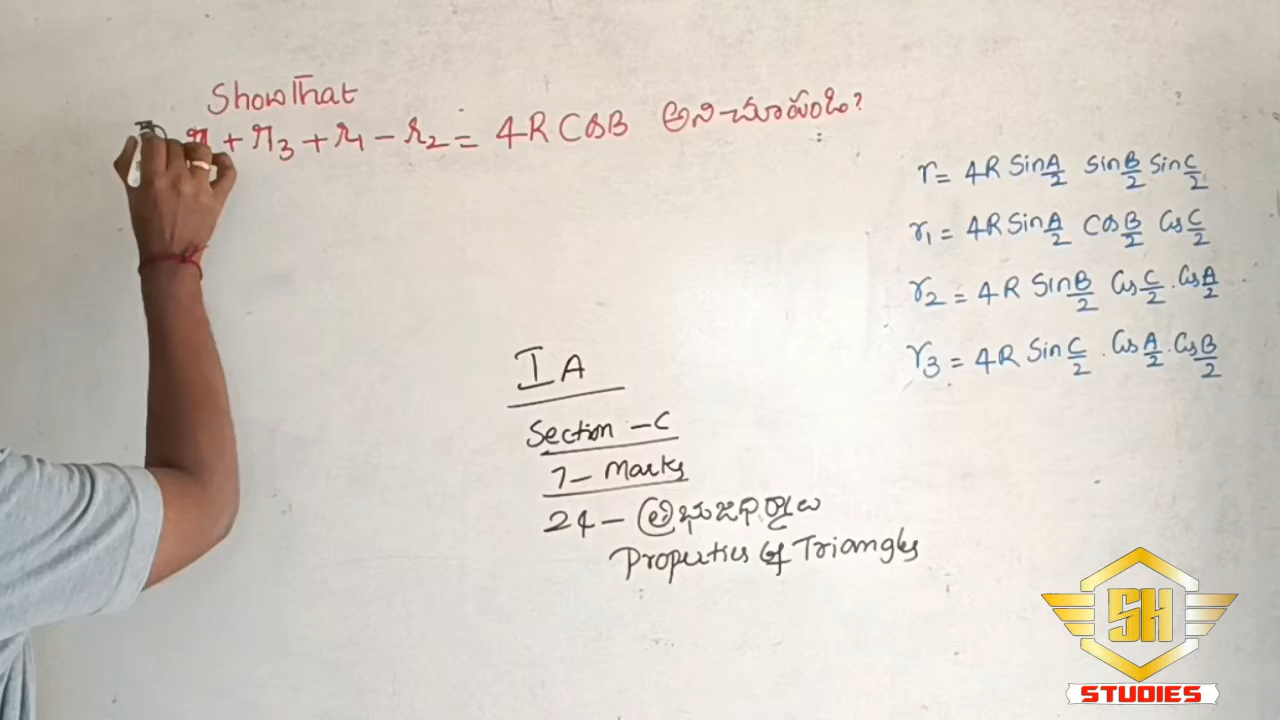 Show That
r + r₃ + r₁ - r₂ = 4R CosB అని చూపండి?
r = 4R Sin A/2 Sin B/2 Sin C/2
r₁ = 4R Sin A/2 Cos B/2 Cos C/2
r₂ = 4R Sin B/2 Cos C/2 . Cos A/2
r₃ = 4R Sin C/2 . Cos A/2 . Cos B/2
I A
Section - C
7 - Marks
24 - త్రిభుజధర్మాలు
Properties of Triangles
SH
STUDIES